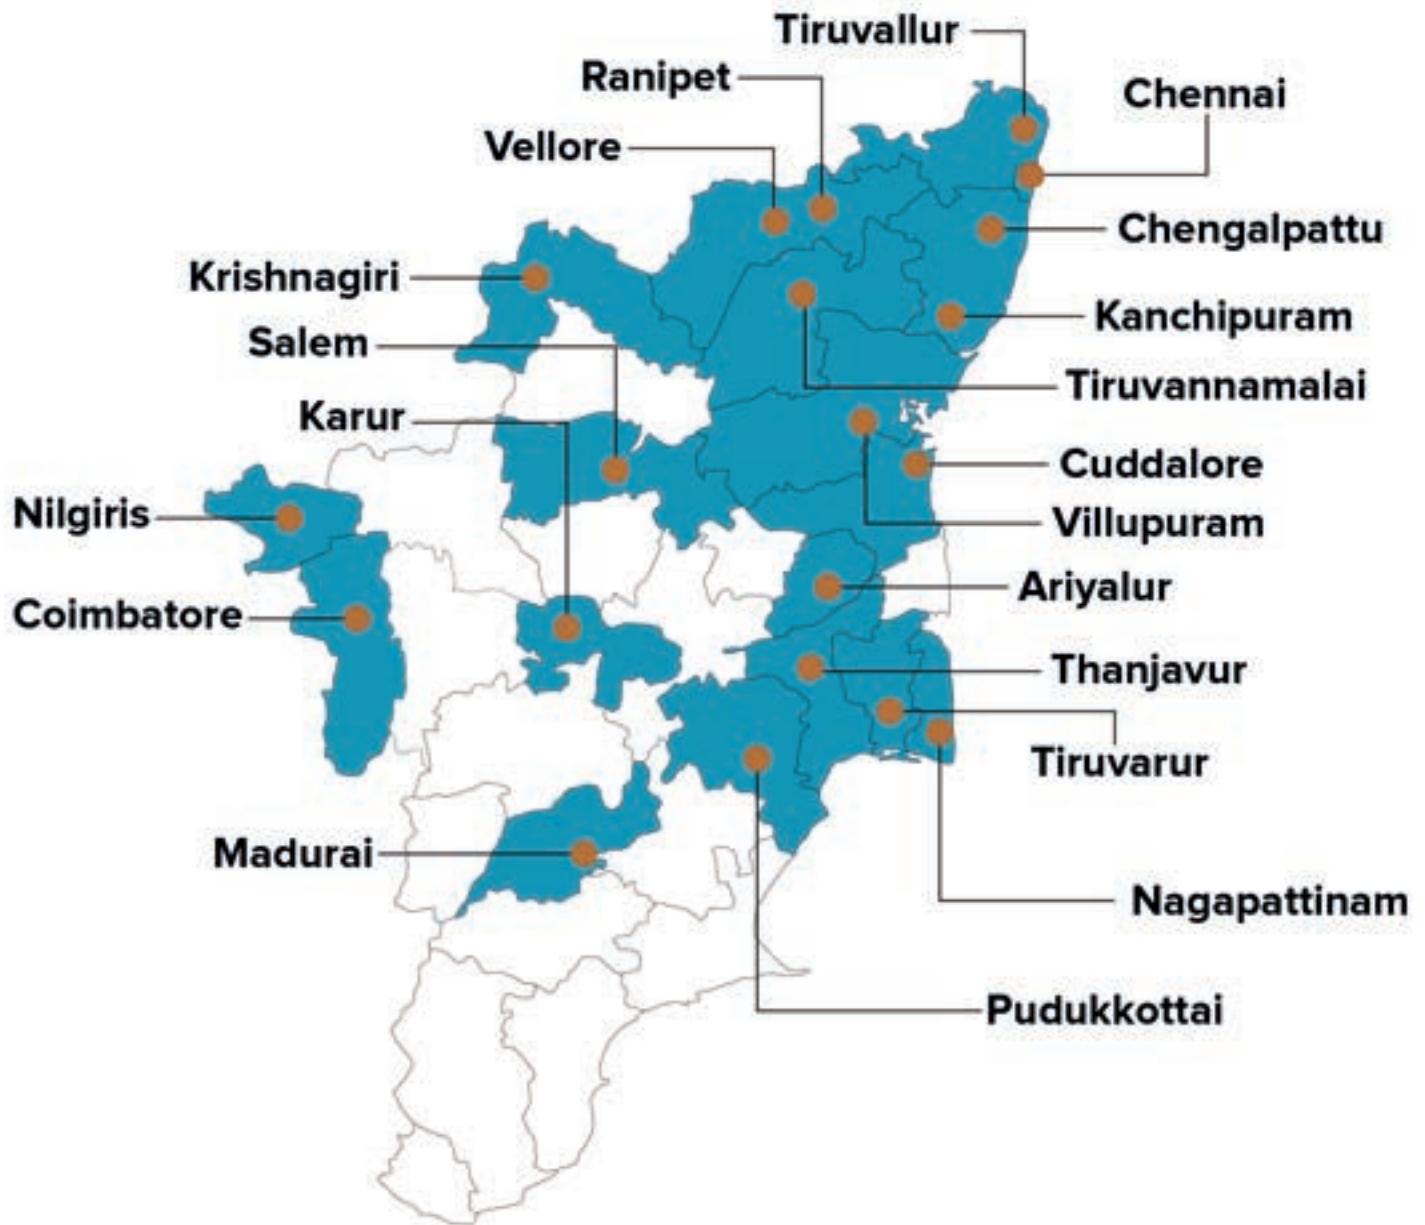 Tiruvallur
Ranipet
Chennai
Vellore
Chengalpattu
Krishnagiri
Kanchipuram
Salem
Tiruvannamalai
Karur
Cuddalore
Nilgiris
Villupuram
Ariyalur
Coimbatore
Thanjavur
Tiruvarur
Madurai
Nagapattinam
Pudukkottai